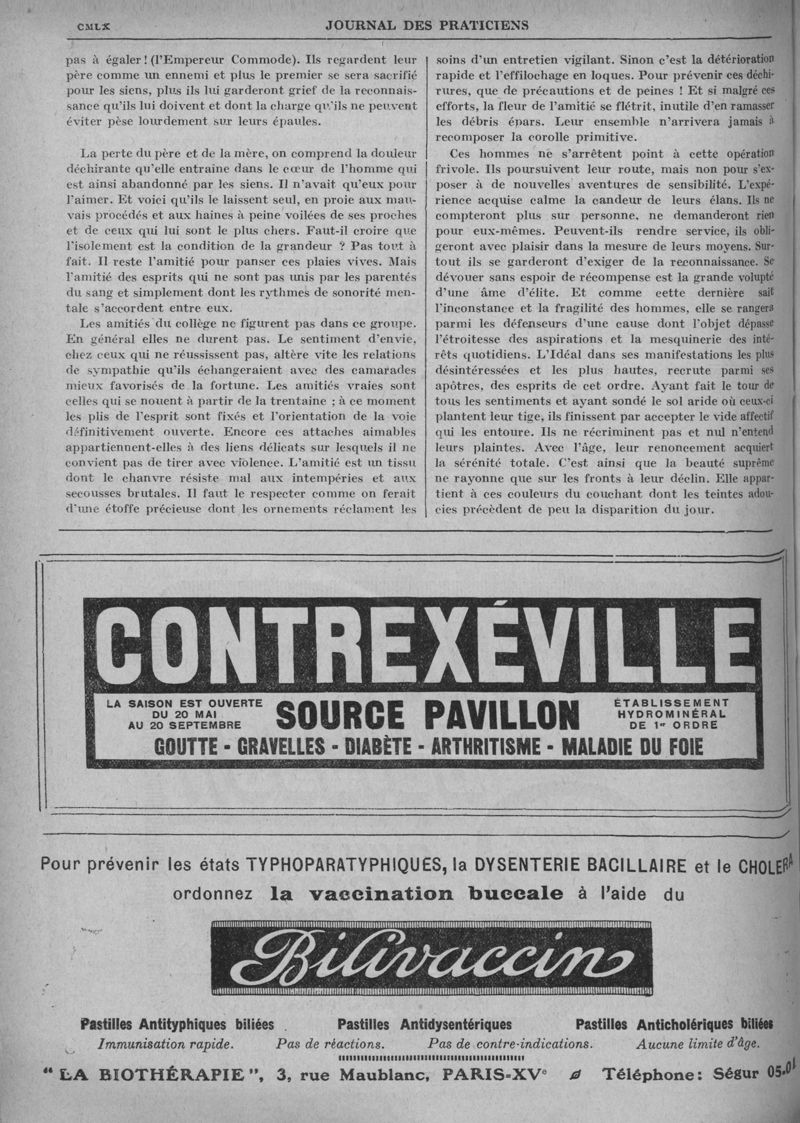 CMLX
JOURNAL DES PRATICIENS
pas à égaler! (l'Empereur Commode). Ils regardent leur
père comme un ennemi et plus le premier se sera sacrifié
pour les siens, plus ils lui garderont grief de la reconnais-
sance qu'ils lui doivent et dont la charge qu'ils ne peuvent
éviter pèse lourdement sur leurs épaules.
La perte du père et de la mère, on comprend la douleur
déchirante qu'elle entraine dans le cœur de l'homme qui
est ainsi abandonné par les siens. Il n'avait qu'eux pour
l'aimer. Et voici qu'ils le laissent seul, en proie aux mau-
vais procédés et aux haines à peine voilées de ses proches
et de ceux qui lui sont le plus chers. Faut-il croire que
l'isolement est la condition de la grandeur ? Pas tout à
fait. Il reste l'amitié pour panser ces plaies vives. Mais
l'amitié des esprits qui ne sont pas unis par les parentés
du sang et simplement dont les rythmes de sonorité men-
tale s'accordent entre eux.
Les amitiés du collège ne figurent pas dans ce groupe.
En général elles ne durent pas. Le sentiment d'envie,
chez ceux qui ne réussissent pas, altère vite les relations
de sympathie qu'ils échangeraient avec des camarades
mieux favorisés de la fortune. Les amitiés vraies sont
celles qui se nouent à partir de la trentaine ; à ce moment
les plis de l'esprit sont fixés et l'orientation de la voie
définitivement ouverte. Encore ces attaches aimables
appartiennent-elles à des liens délicats sur lesquels il ne
convient pas de tirer avec violence. L'amitié est un tissu
dont le chanvre résiste mal aux intempéries et aux
secousses brutales. Il faut le respecter comme on ferait
d'une étoffe précieuse dont les ornements réclament les
soins d'un entretien vigilant. Sinon c'est la détérioration
rapide et l'effilochage en loques. Pour prévenir ces déchi-
rures, que de précautions et de peines ! Et si malgré ces
efforts, la fleur de l'amitié se flétrit, inutile d'en ramasser
les débris épars. Leur ensemble n'arrivera jamais à
recomposer la corolle primitive.
Ces hommes ne s'arrêtent point à cette opération
frivole. Ils poursuivent leur route, mais non pour s'ex-
poser à de nouvelles aventures de sensibilité. L'expé-
rience acquise calme la candeur de leurs élans. Ils ne
compteront plus sur personne, ne demanderont rien
pour eux-mêmes. Peuvent-ils rendre service, ils obli-
geront avec plaisir dans la mesure de leurs moyens. Sur-
tout ils se garderont d'exiger de la reconnaissance. Se
dévouer sans espoir de récompense est la grande volupté
d'une âme d'élite. Et comme cette dernière sait
l'inconstance et la fragilité des hommes, elle se rangera
parmi les défenseurs d'une cause dont l'objet dépasse
l'étroitesse des aspirations et la mesquinerie des inté-
rêts quotidiens. L'Idéal dans ses manifestations les plus
désintéressées et les plus hautes, recrute parmi ses
apôtres, des esprits de cet ordre. Ayant fait le tour de
tous les sentiments et ayant sondé le sol aride où ceux-ci
plantent leur tige, ils finissent par accepter le vide affectif
qui les entoure. Ils ne récriminent pas et nul n'entend
leurs plaintes. Avec l'âge, leur renoncement acquiert
la sérénité totale. C'est ainsi que la beauté suprême
ne rayonne que sur les fronts à leur déclin. Elle appar-
tient à ces couleurs du couchant dont les teintes adou-
cies précèdent de peu la disparition du jour.
CONTREXÉVILLE
LA SAISON EST OUVERTE
DU 20 MAI
AU 20 SEPTEMBRE
SOURCE PAVILLON
ÉTABLISSEMENT
HYDROMINÉRAL
DE 1er ORDRE
GOUTTE - GRAVELLES - DIABÈTE - ARTHRITISME - MALADIE DU FOIE
Pour prévenir les états TYPHOPARATYPHIQUES, la DYSENTERIE BACILLAIRE et le CHOLERA
ordonnez la vaccination buccale à l'aide du
Bilivaccin
Pastilles Antityphiques biliées Pastilles Antidysentériques Pastilles Anticholériques biliées
Immunisation rapide. Pas de réactions. Pas de contre-indications. Aucune limite d'âge.
"LA BIOTHÉRAPIE", 3, rue Maublanc, PARIS-XVe Téléphone: Ségur 05-01